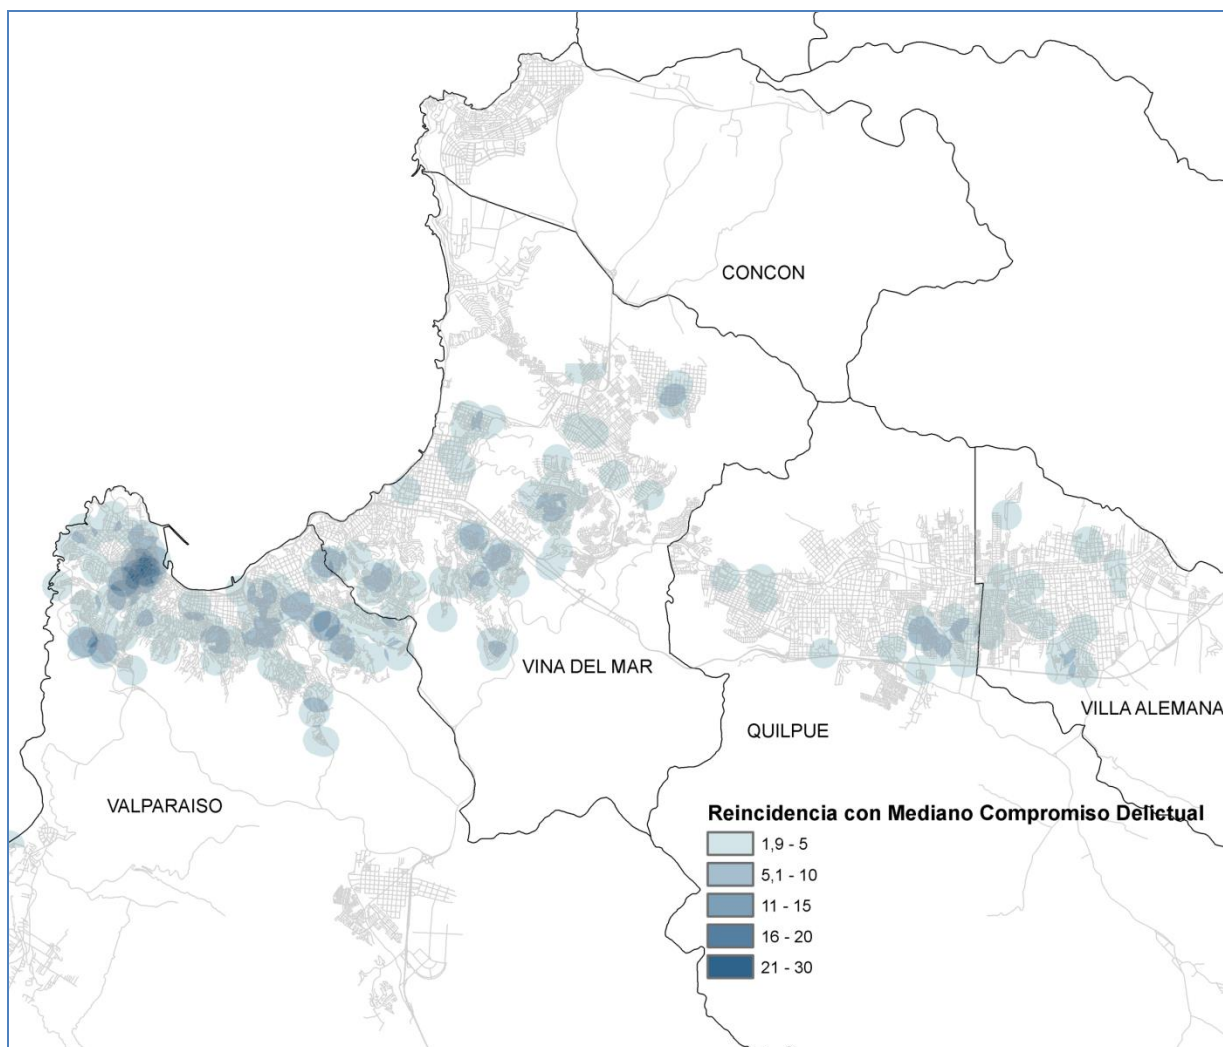 CONCON
VINA DEL MAR
VILLA ALEMANA
QUILPUE
VALPARAISO
Reincidencia con Mediano Compromiso Delictual
1,9 - 5
5,1 - 10
11 - 15
16 - 20
21 - 30